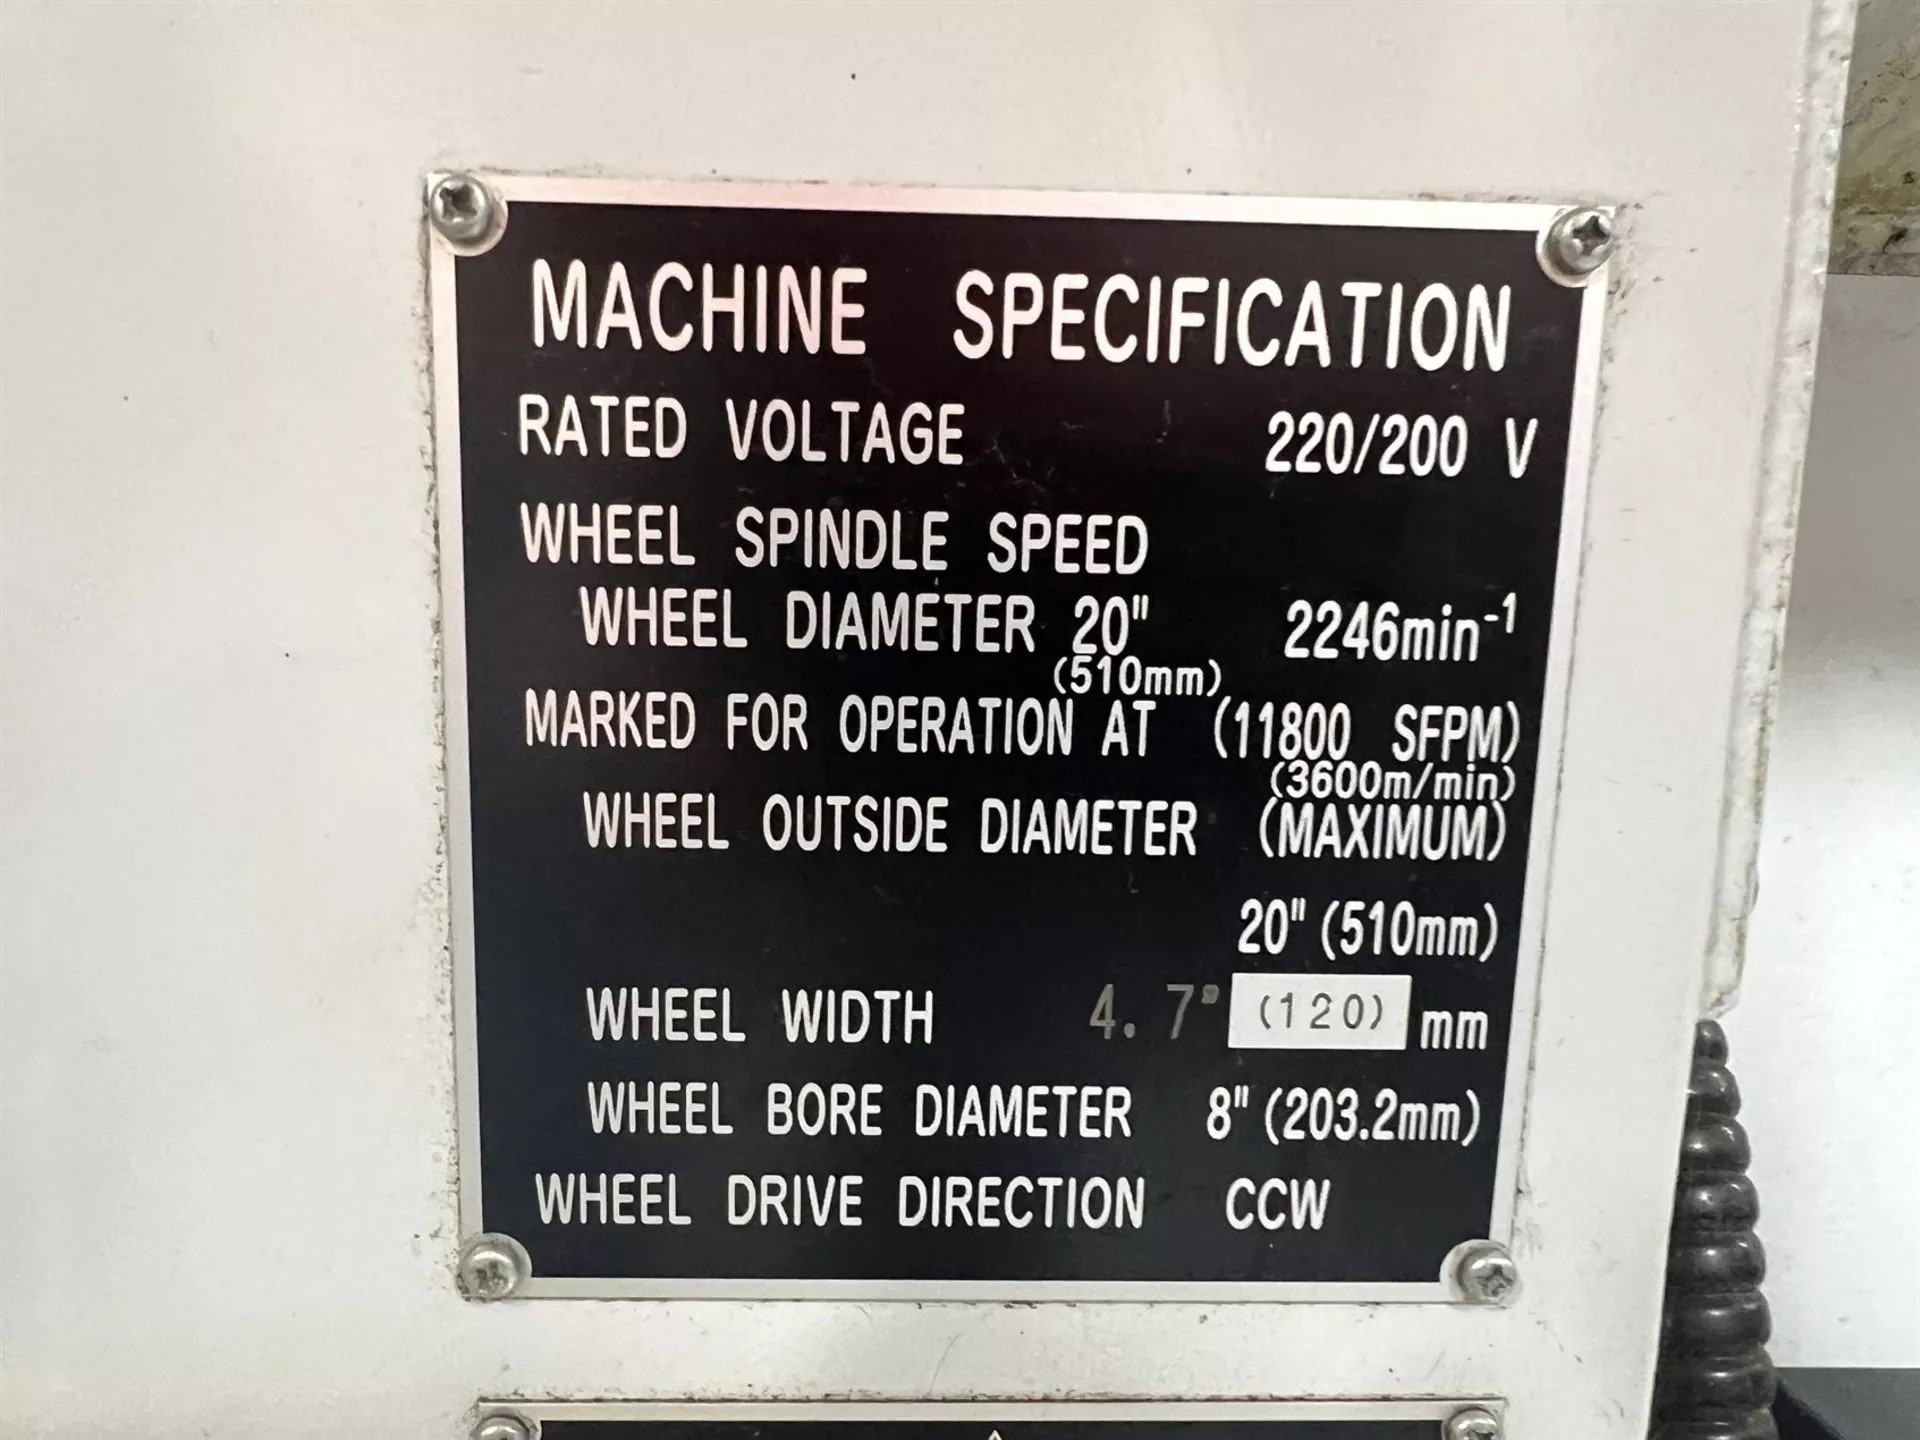 MACHINE SPECIFICATION
RATED VOLTAGE 220/200 V
WHEEL SPINDLE SPEED
WHEEL DIAMETER 20" 2246min⁻¹
(510mm)
MARKED FOR OPERATION AT (11800 SFPM)
(3600m/min)
WHEEL OUTSIDE DIAMETER (MAXIMUM)
20" (510mm)
WHEEL WIDTH 4.7" (120) mm
WHEEL BORE DIAMETER 8" (203.2mm)
WHEEL DRIVE DIRECTION CCW